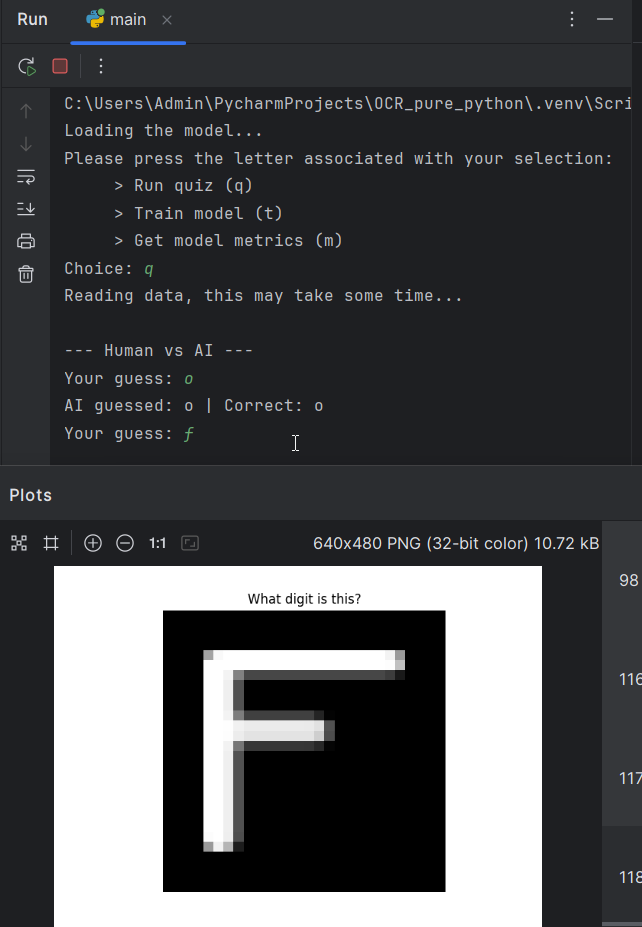 Run main
C:\Users\Admin\PycharmProjects\OCR_pure_python\.venv\Scri
Loading the model...
Please press the letter associated with your selection:
> Run quiz (q)
> Train model (t)
> Get model metrics (m)
Choice: q
Reading data, this may take some time...
--- Human vs AI ---
Your guess: o
AI guessed: o | Correct: o
Your guess: f
Plots
1:1 640x480 PNG (32-bit color) 10.72 kB
98
What digit is this?
F
116
117
118